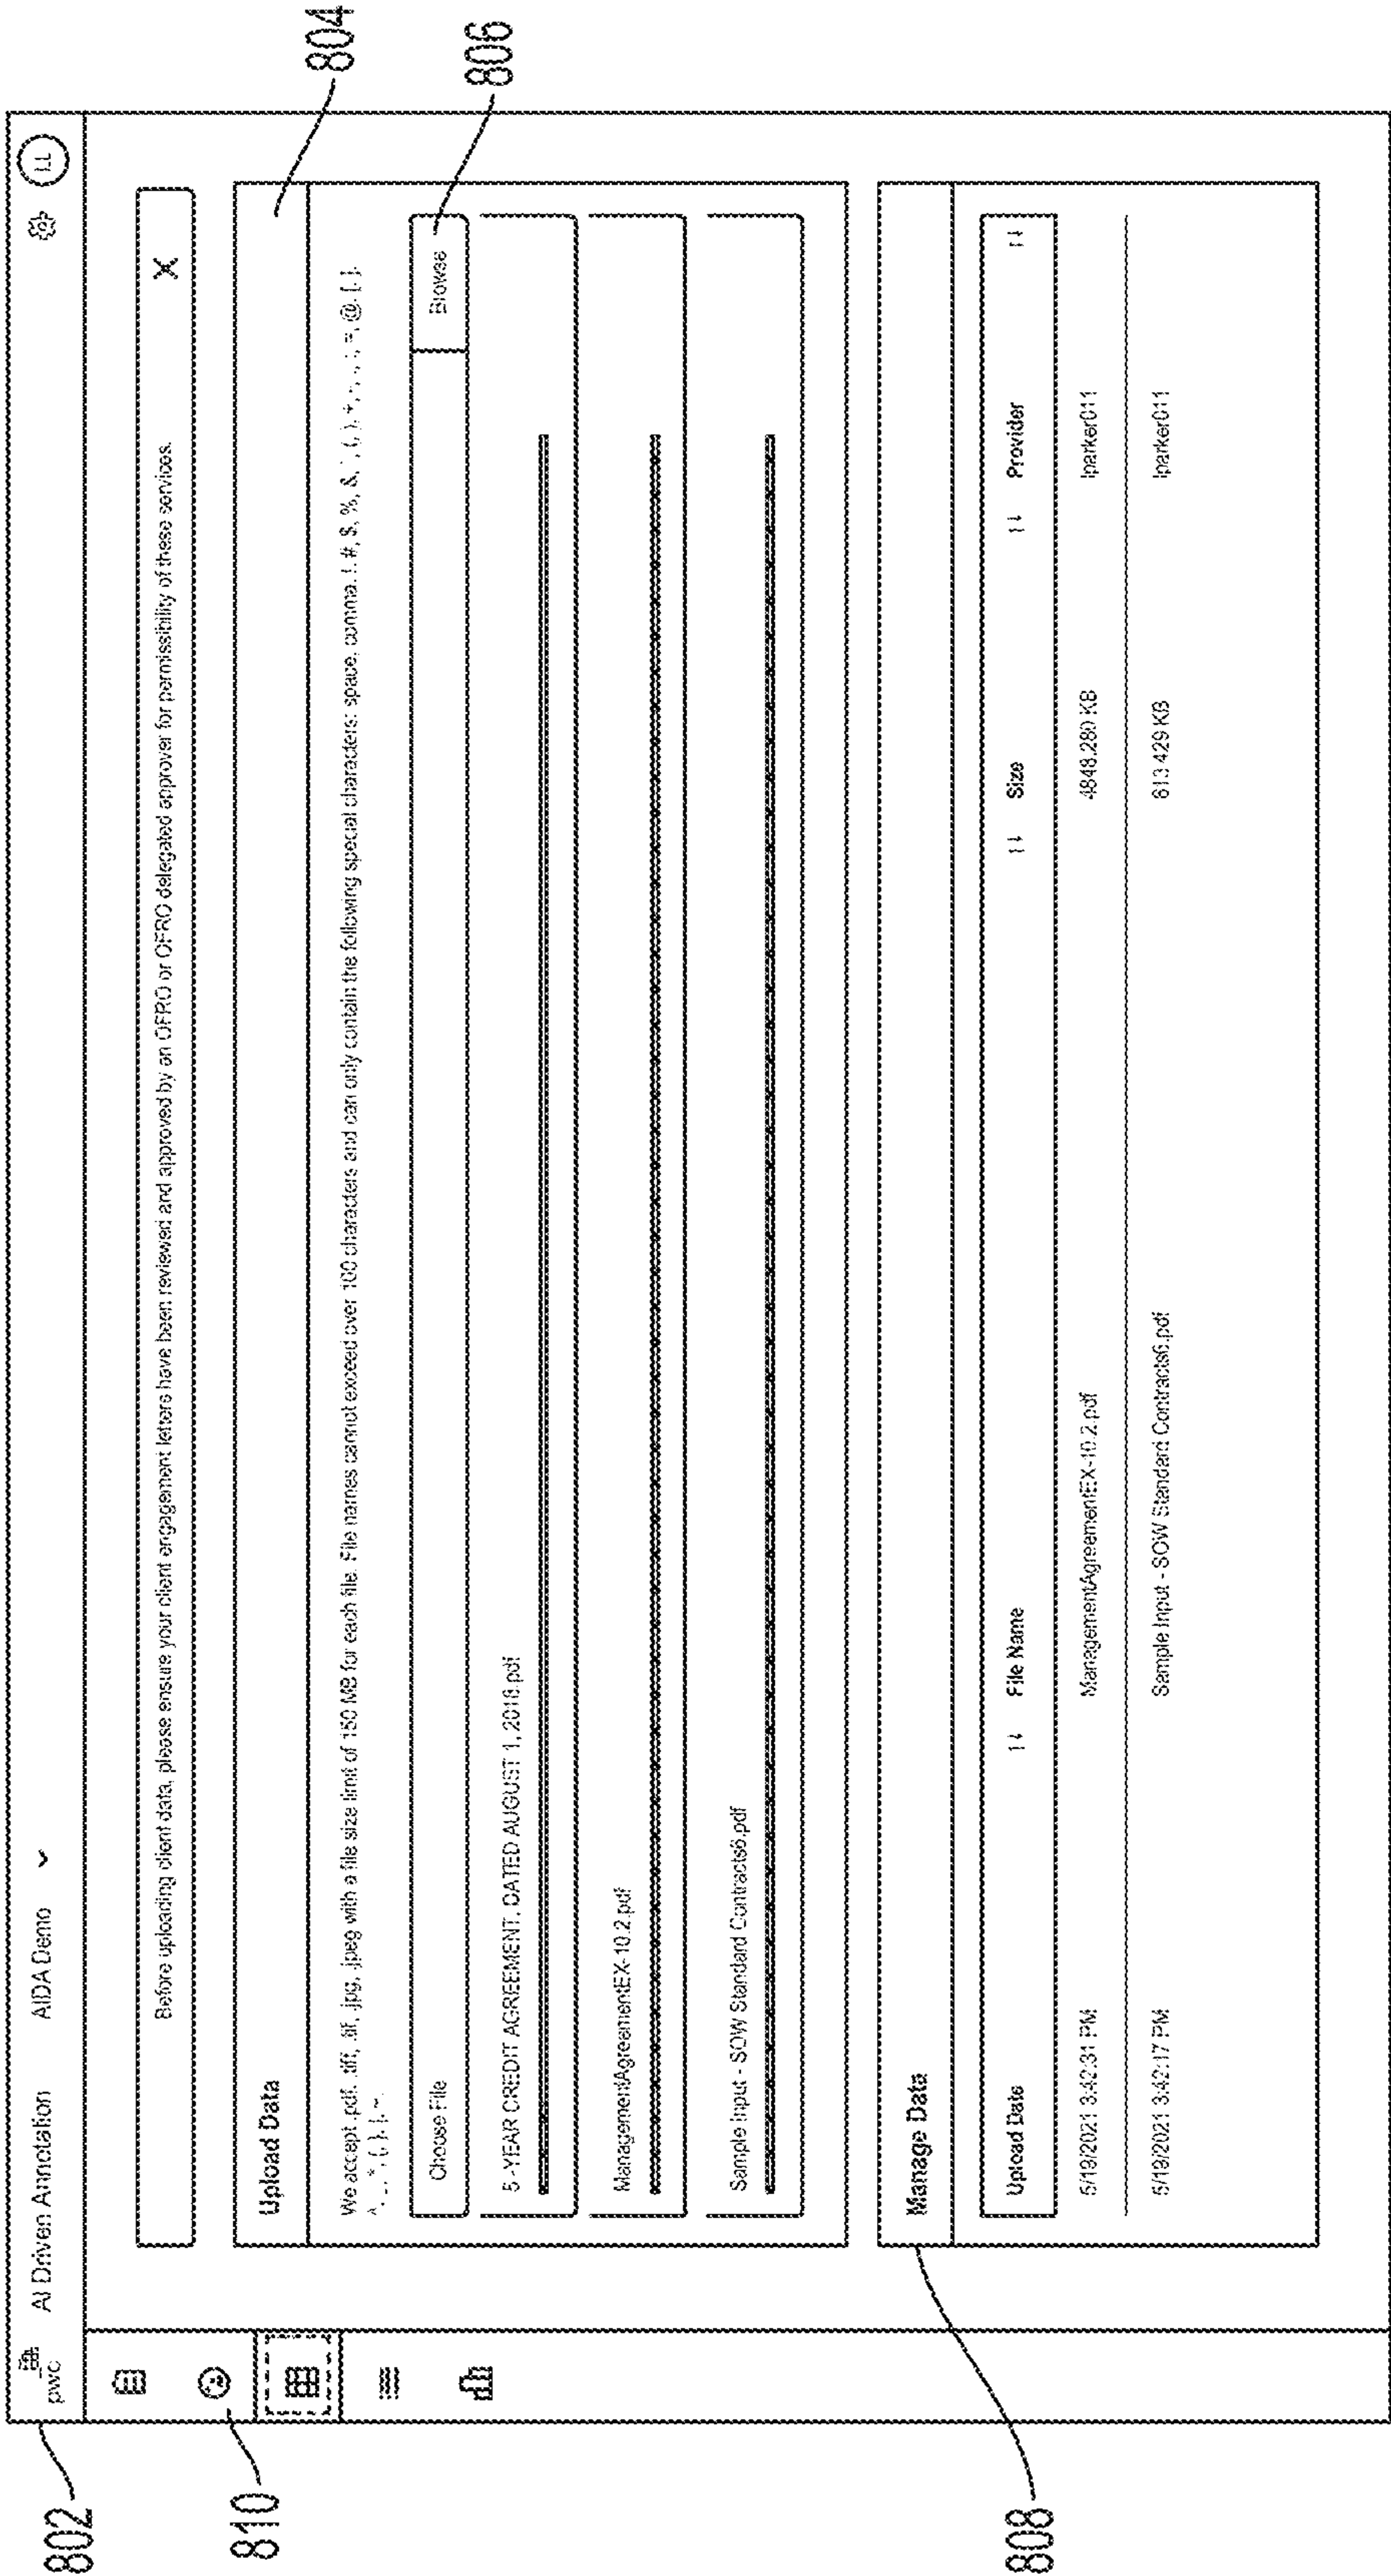 802
pwc AI Driven Annotation AIDA Demo
Before uploading client data, please ensure your client engagement letters have been reviewed and approved by an OFRO or OFRO delegated approver for permissibility of these services.
X
804
Upload Data
We accept .pdf, .tiff, .tif, .jpg, .jpeg with a file size limit of 150 MB for each file. File names cannot exceed over 100 characters and can only contain the following special characters: space, comma, !, #, $, %, &,
Choose File Browse
806
5-YEAR CREDIT AGREEMENT, DATED AUGUST 1, 2016.pdf
ManagementAgreementEX-10.2.pdf
Sample Input - SOW Standard Contracts6.pdf
810
808
Manage Data
Upload Date ↑↓ File Name ↑↓ Size ↑↓ Provider ↑↓
5/19/2021 3:42:31 PM ManagementAgreementEX-10.2.pdf 4848.280 KB lparker011
5/19/2021 3:42:17 PM Sample Input - SOW Standard Contracts6.pdf 613.429 KB lparker011